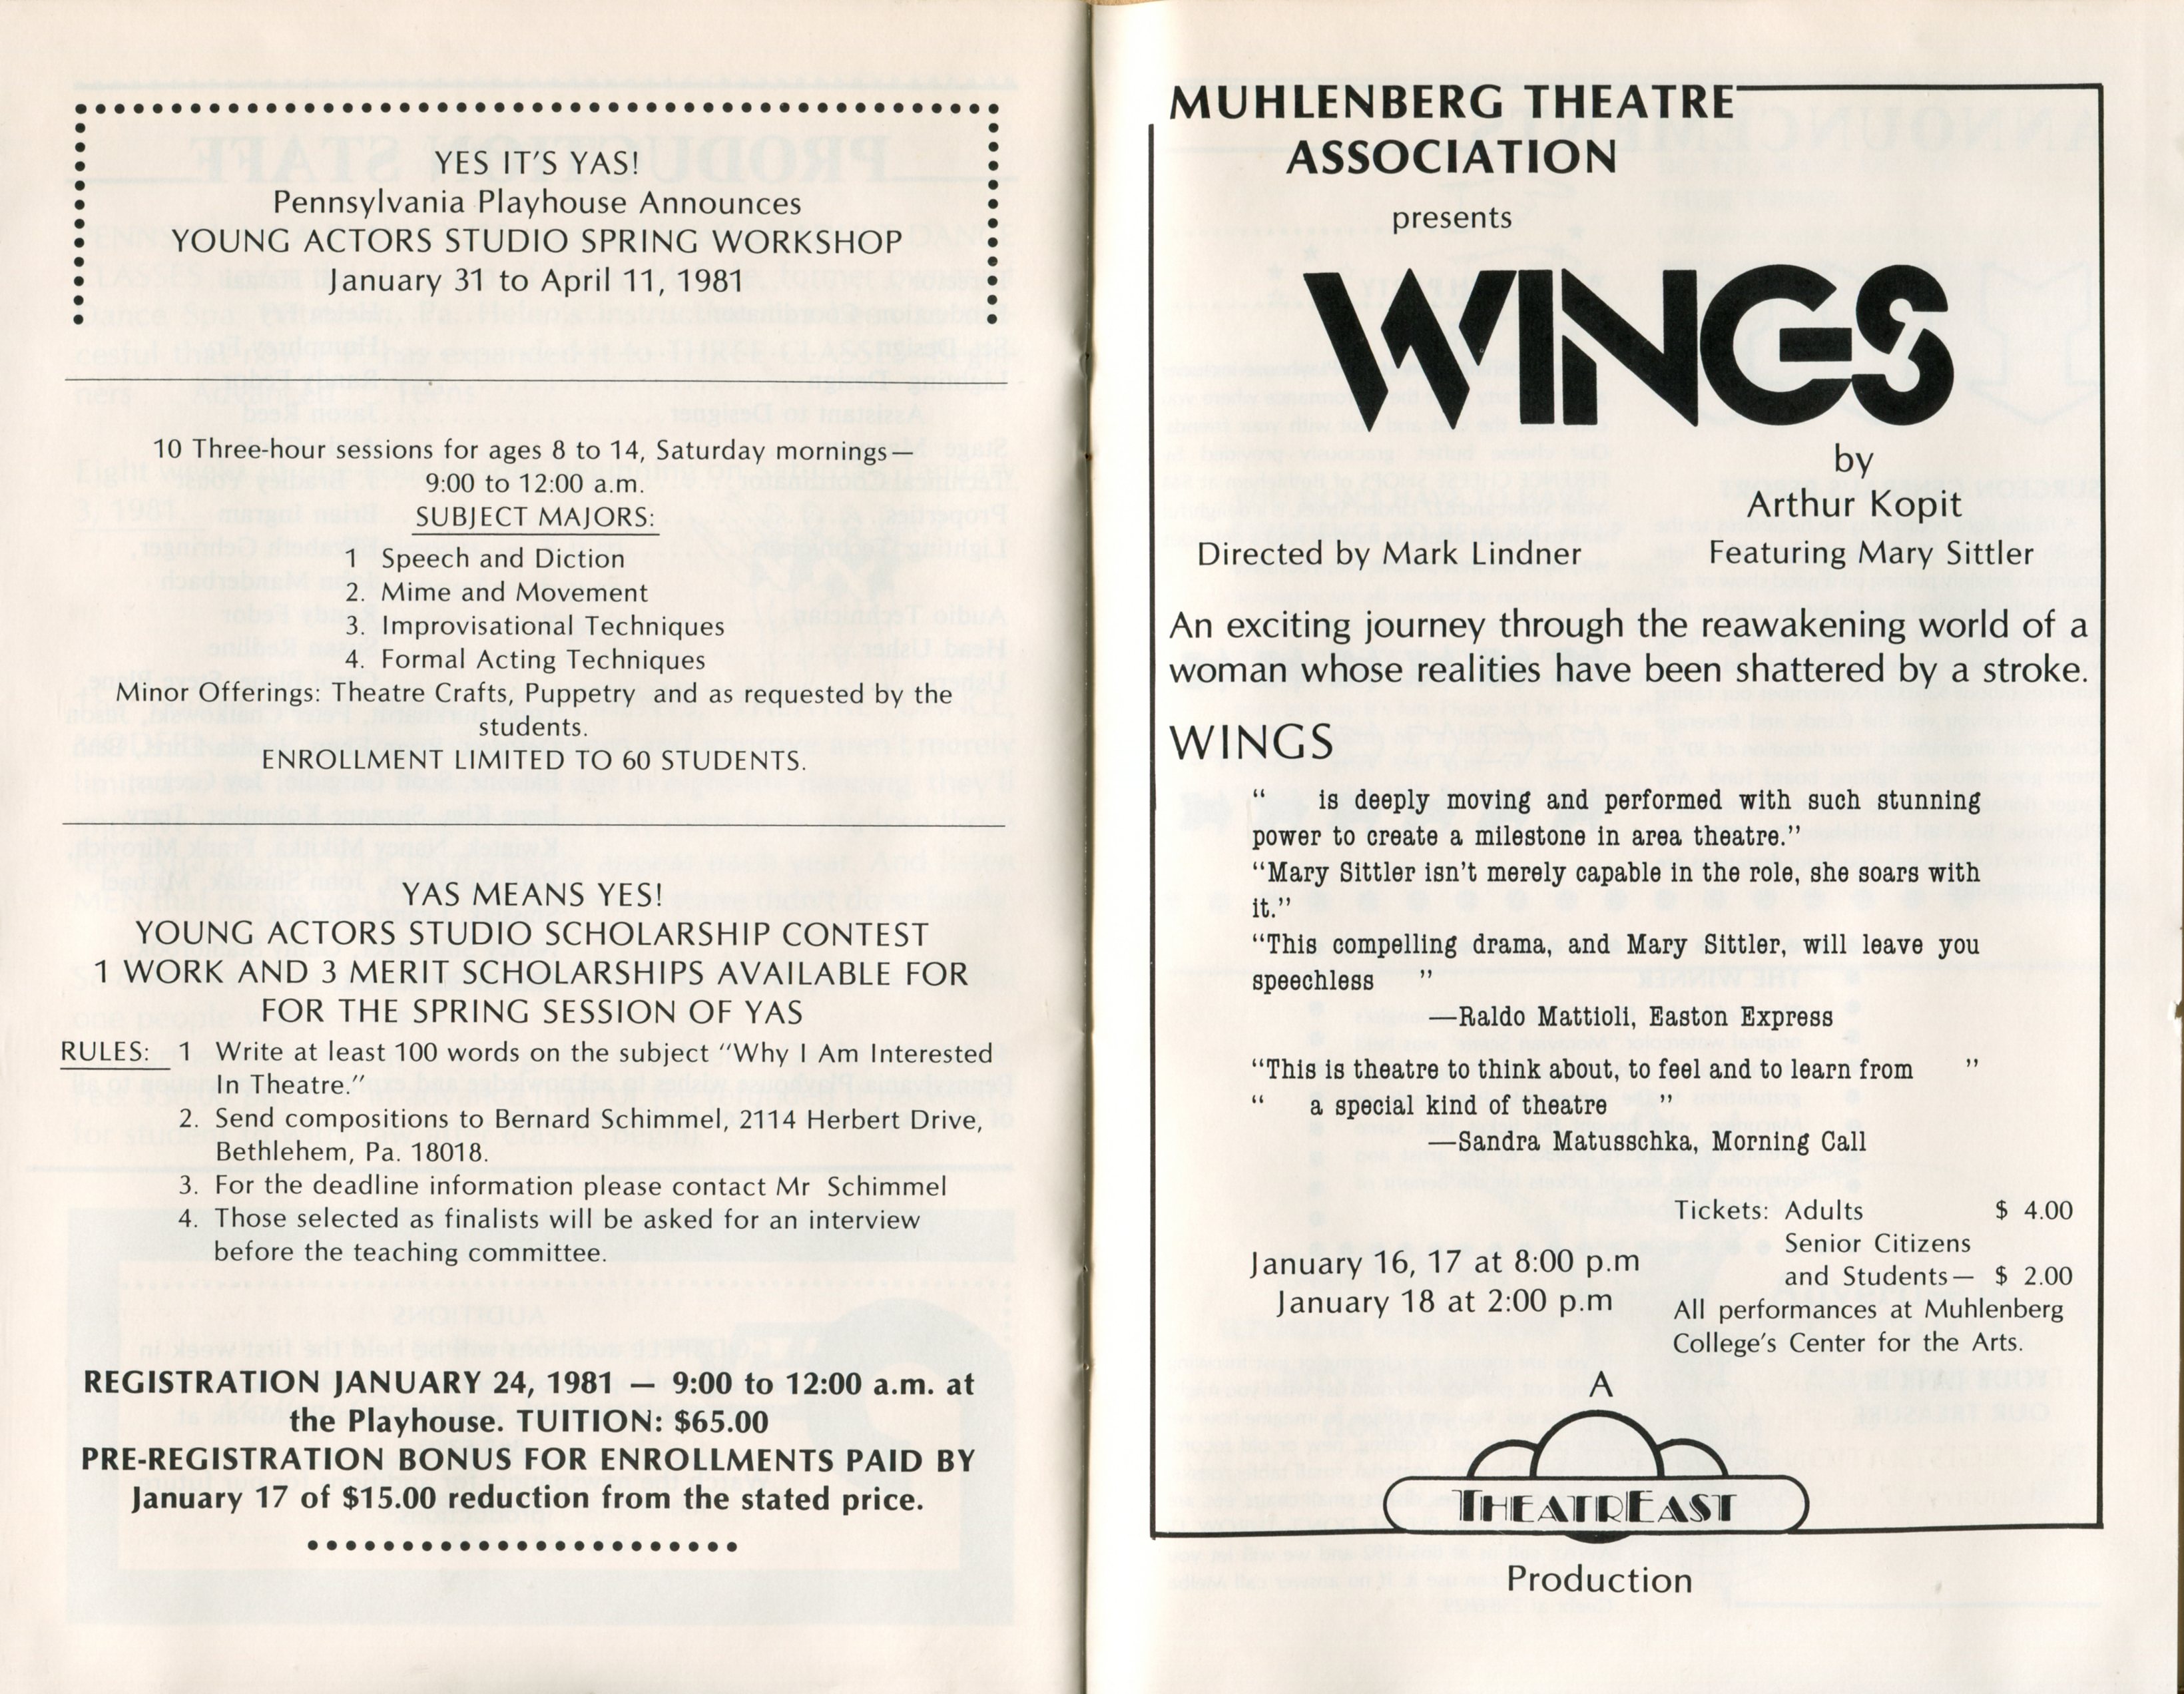 YES IT'S YAS!
Pennsylvania Playhouse Announces
YOUNG ACTORS STUDIO SPRING WORKSHOP
January 31 to April 11, 1981
10 Three-hour sessions for ages 8 to 14, Saturday mornings—
9:00 to 12:00 a.m.
SUBJECT MAJORS:
1 Speech and Diction
2. Mime and Movement
3. Improvisational Techniques
4. Formal Acting Techniques
Minor Offerings: Theatre Crafts, Puppetry and as requested by the
students.
ENROLLMENT LIMITED TO 60 STUDENTS.
YAS MEANS YES!
YOUNG ACTORS STUDIO SCHOLARSHIP CONTEST
1 WORK AND 3 MERIT SCHOLARSHIPS AVAILABLE FOR
FOR THE SPRING SESSION OF YAS
RULES: 1 Write at least 100 words on the subject “Why I Am Interested
In Theatre.”
2. Send compositions to Bernard Schimmel, 2114 Herbert Drive,
Bethlehem, Pa. 18018.
3. For the deadline information please contact Mr Schimmel
4. Those selected as finalists will be asked for an interview
before the teaching committee.
REGISTRATION JANUARY 24, 1981 — 9:00 to 12:00 a.m. at
the Playhouse. TUITION: $65.00
PRE-REGISTRATION BONUS FOR ENROLLMENTS PAID BY
January 17 of $15.00 reduction from the stated price.
MUHLENBERG THEATRE
ASSOCIATION
presents
WINGS
by
Arthur Kopit
Directed by Mark Lindner Featuring Mary Sittler
An exciting journey through the reawakening world of a
woman whose realities have been shattered by a stroke.
WINGS
“ is deeply moving and performed with such stunning
power to create a milestone in area theatre.”
“Mary Sittler isn't merely capable in the role, she soars with
it.”
“This compelling drama, and Mary Sittler, will leave you
speechless ”
—Raldo Mattioli, Easton Express
“This is theatre to think about, to feel and to learn from ”
“ a special kind of theatre ”
—Sandra Matusschka, Morning Call
January 16, 17 at 8:00 p.m
January 18 at 2:00 p.m
Tickets: Adults $ 4.00
Senior Citizens
and Students— $ 2.00
All performances at Muhlenberg
College's Center for the Arts.
A
THEATREAST
Production